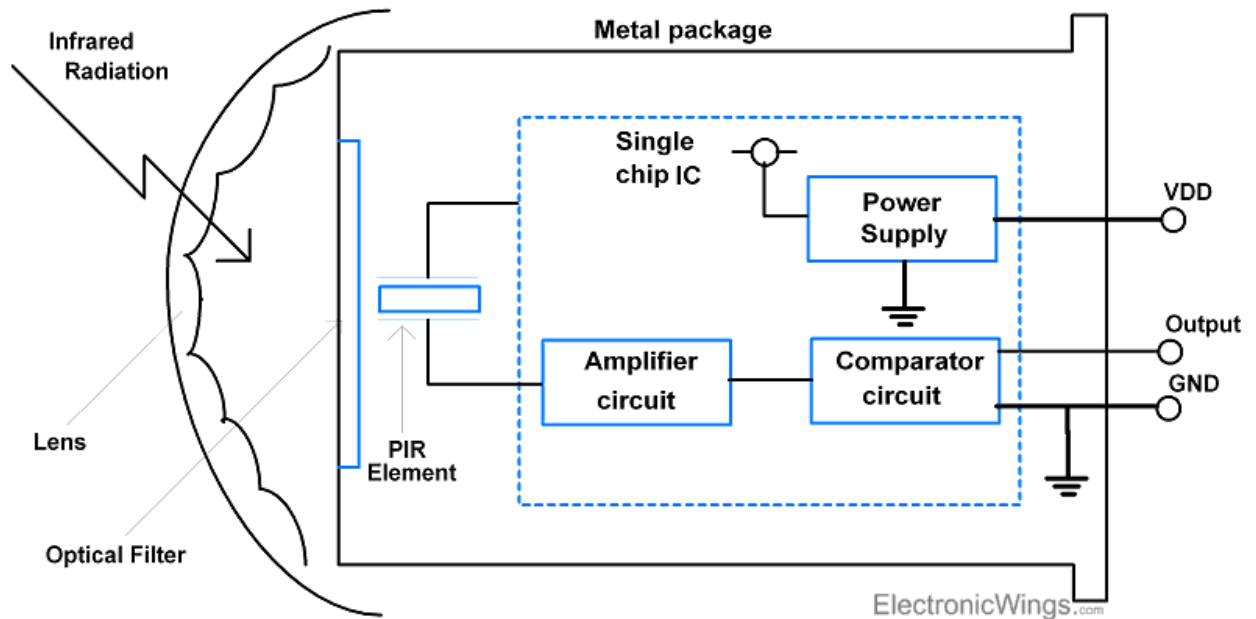 Infrared
Radiation
Metal package
Single
chip IC
Power
Supply
VDD
Amplifier
circuit
Comparator
circuit
Output
GND
Lens
PIR
Element
Optical Filter
ElectronicWings.com